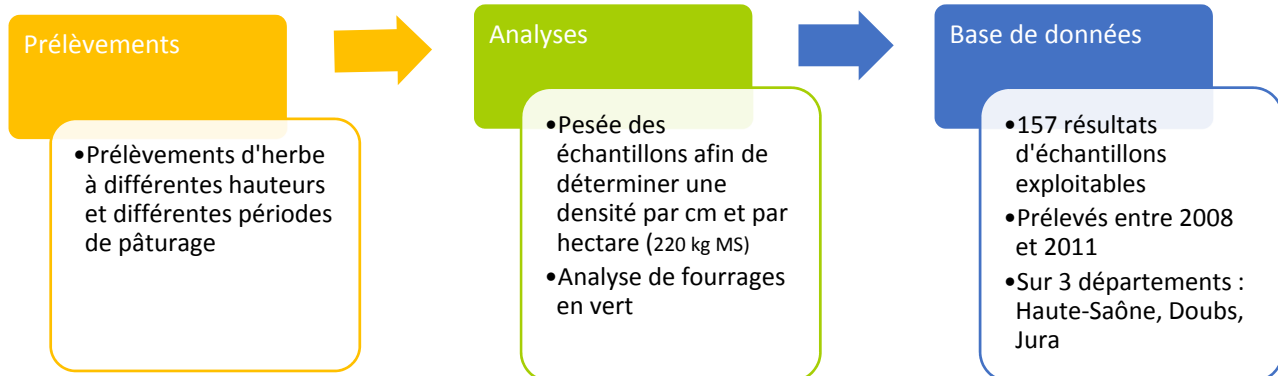 Prélèvements
•Prélèvements d'herbe
à différentes hauteurs
et différentes périodes
de pâturage
Analyses
•Pesée des
échantillons afin de
déterminer une
densité par cm et par
hectare (220 kg MS)
•Analyse de fourrages
en vert
Base de données
•157 résultats
d'échantillons
exploitables
•Prélevés entre 2008
et 2011
•Sur 3 départements :
Haute-Saône, Doubs,
Jura